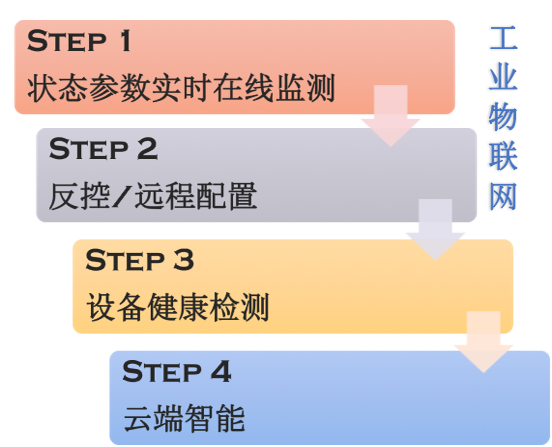 STEP 1
状态参数实时在线监测
STEP 2
反控/远程配置
STEP 3
设备健康检测
STEP 4
云端智能
工业物联网